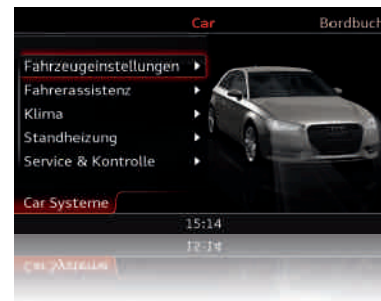 Car Bordbuch
Fahrzeugeinstellungen
Fahrerassistenz
Klima
Standheizung
Service & Kontrolle
Car Systeme
15:14